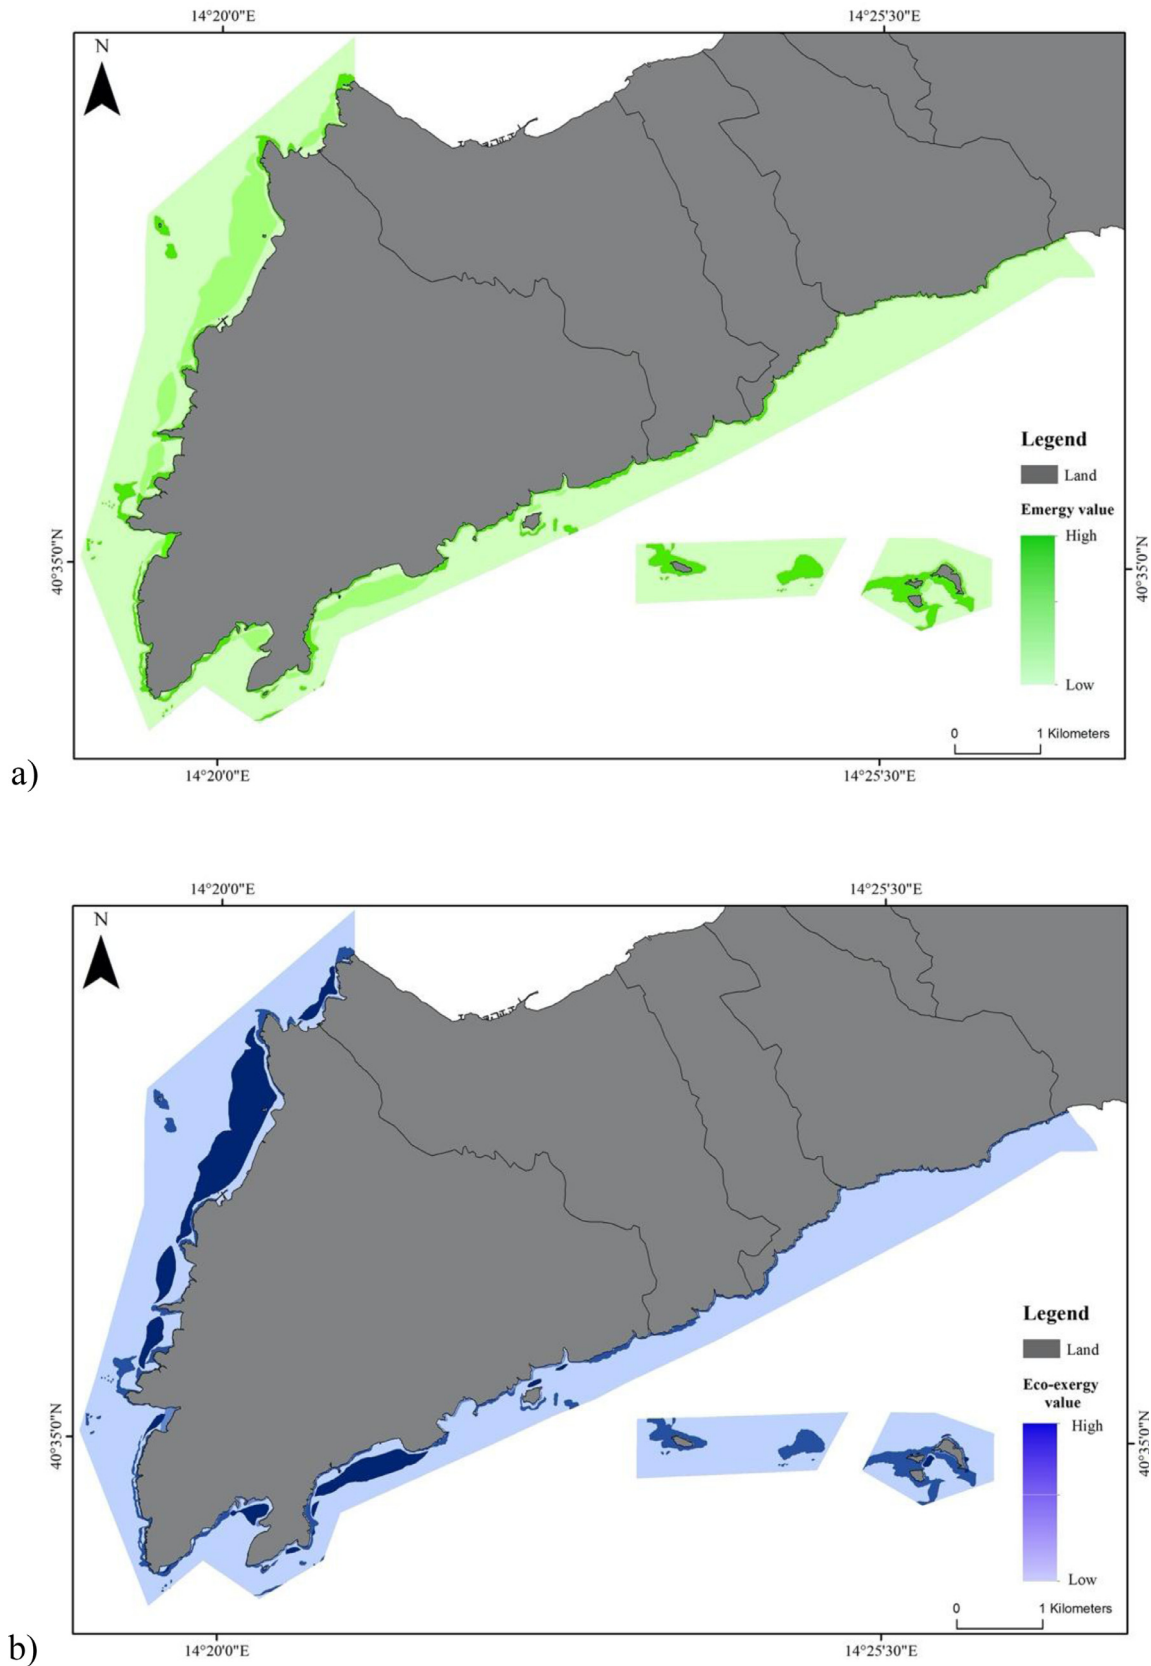 14°20'0"E
14°25'30"E
N
40°35'0"N
40°35'0"N
Legend
Land
Emergy value
High
Low
0
1 Kilometers
a)
14°20'0"E
14°25'30"E
14°20'0"E
14°25'30"E
N
40°35'0"N
40°35'0"N
Legend
Land
Eco-exergy
value
High
Low
0
1 Kilometers
b)
14°20'0"E
14°25'30"E